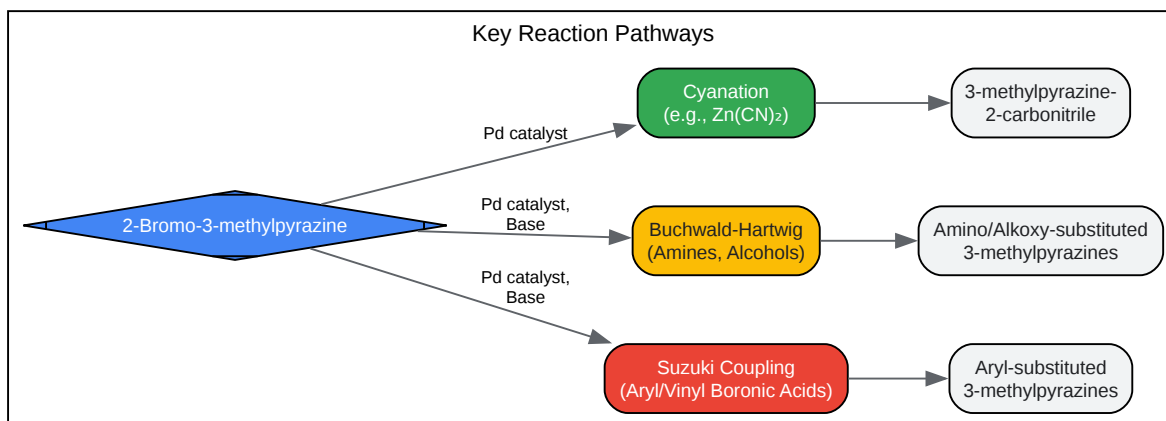 Key Reaction Pathways
Cyanation
(e.g., Zn(CN)₂)
3-methylpyrazine-
2-carbonitrile
Pd catalyst
2-Bromo-3-methylpyrazine
Pd catalyst,
Base
Buchwald-Hartwig
(Amines, Alcohols)
Amino/Alkoxy-substituted
3-methylpyrazines
Pd catalyst,
Base
Suzuki Coupling
(Aryl/Vinyl Boronic Acids)
Aryl-substituted
3-methylpyrazines